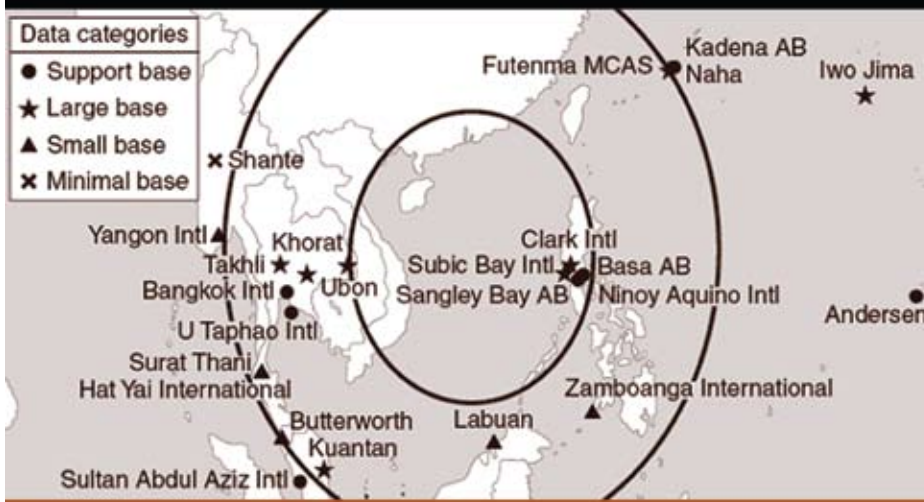 Data categories
Support base
Large base
Small base
Minimal base
Kadena AB
Futenma MCAS
Naha
Iwo Jima
Shante
Yangon Intl
Khorat
Clark Intl
Takhli
Subic Bay Intl
Basa AB
Bangkok Intl
Ubon
Sangley Bay AB
Ninoy Aquino Intl
Andersen
U Taphao Intl
Surat Thani
Hat Yai International
Zamboanga International
Butterworth
Labuan
Kuantan
Sultan Abdul Aziz Intl